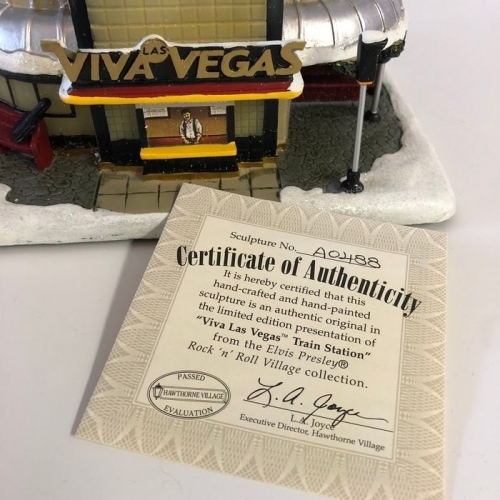 LAS
VIVA VEGAS
Sculpture No. A0488
Certificate of Authenticity
It is hereby certified that this
hand-crafted and hand-painted
sculpture is an authentic original in
the limited edition presentation of
"Viva Las Vegas™ Train Station"
from the Elvis Presley®
Rock 'n' Roll Village collection.
PASSED
HAWTHORNE VILLAGE
EVALUATION
L. A. Joyce
L.A. Joyce
Executive Director, Hawthorne Village